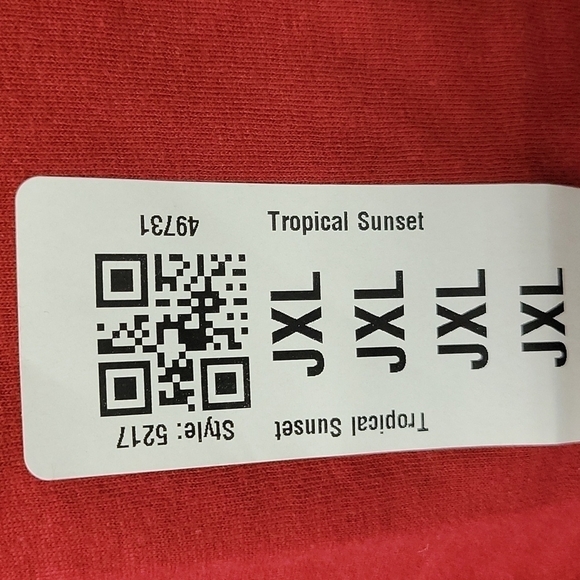 49731
Tropical Sunset
JXL
JXL
JXL
JXL
Style: 5217
Tropical Sunset